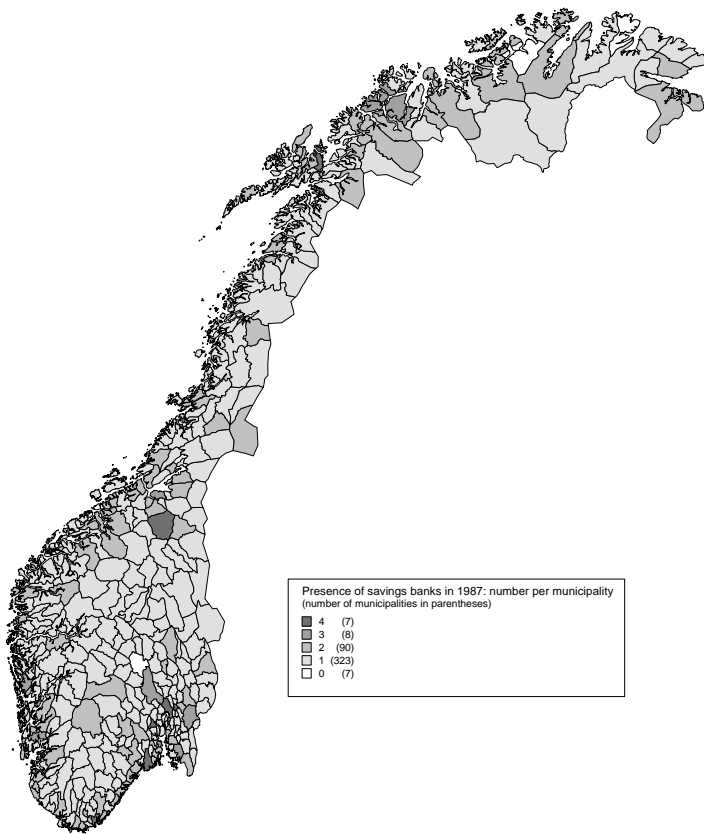 Presence of savings banks in 1987: number per municipality
(number of municipalities in parentheses)
4 (7)
3 (8)
2 (90)
1 (323)
0 (7)